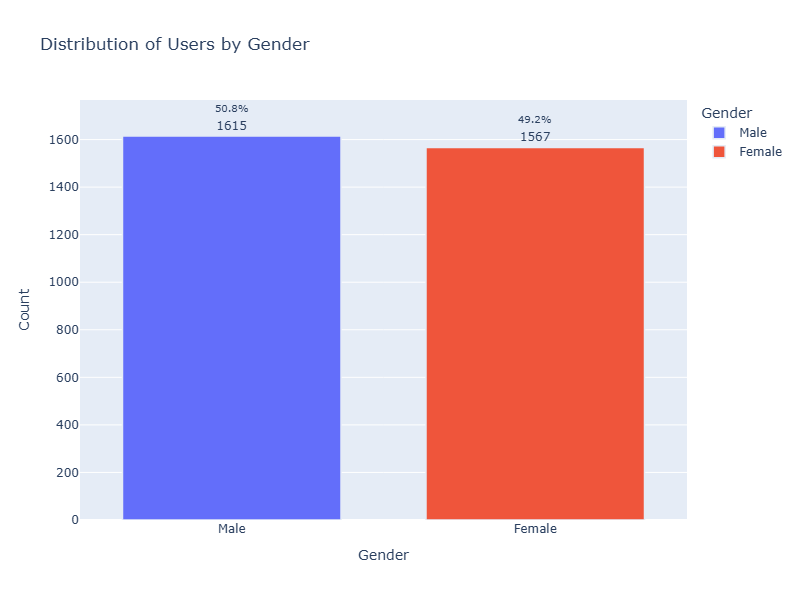 Distribution of Users by Gender
50.8%
1615
49.2%
1567
Gender
Male
Female
1600
1400
1200
1000
800
600
400
200
0
Count
Male
Female
Gender